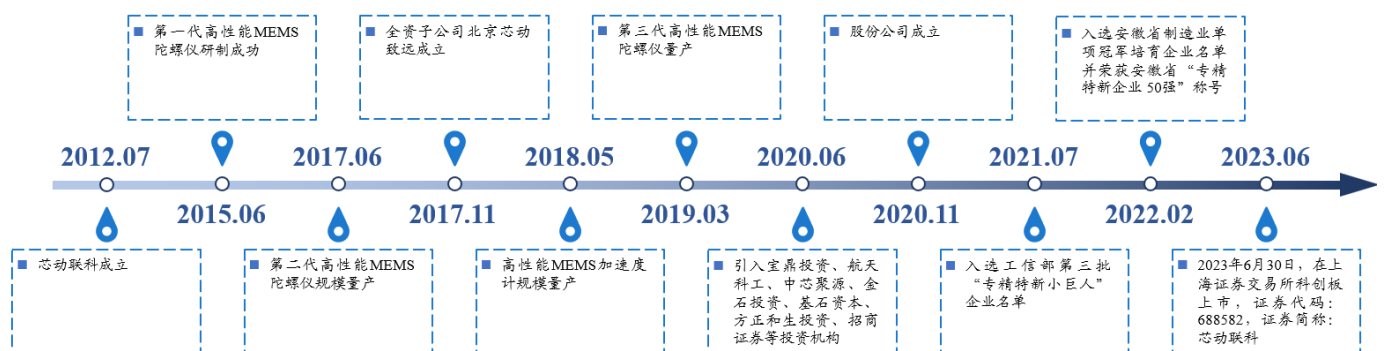 第一代高性能MEMS
陀螺仪研制成功
全资子公司北京芯动
致远成立
第三代高性能MEMS
陀螺仪量产
股份公司成立
入选安徽省制造业单
项冠军培育企业名单
并荣获安徽省“专精
特新企业 50强”称号
2012.07
2017.06
2018.05
2020.06
2021.07
2023.06
2015.06
2017.11
2019.03
2020.11
2022.02
芯动联科成立
第二代高性能MEMS
陀螺仪规模量产
高性能MEMS加速度
计规模量产
引入宝鼎投资、航天
科工、中芯聚源、金
石投资、基石资本、
方正和生投资、招商
证券等投资机构
入选工信部第三批
“专精特新小巨人”
企业名单
2023年6月30日，在上
海证券交易所科创板
上市，证券代码：
688582，证券简称：
芯动联科